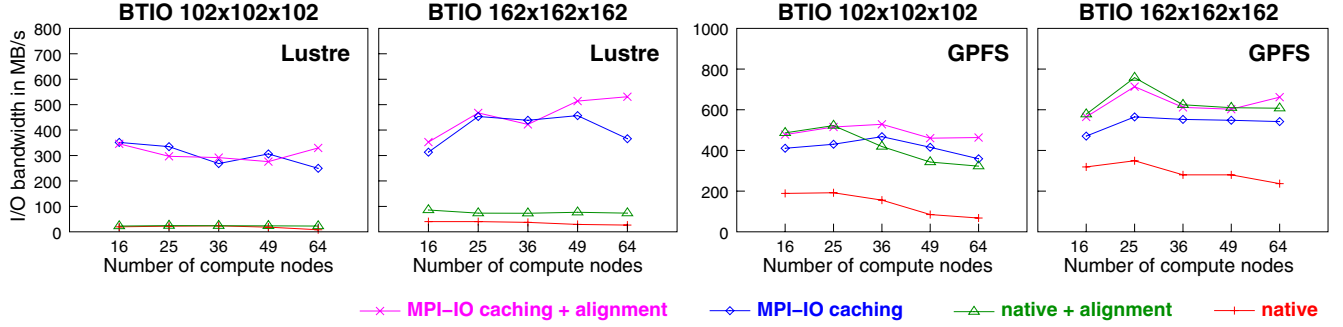 BTIO 102x102x102
BTIO 162x162x162
BTIO 102x102x102
BTIO 162x162x162
I/O bandwidth in MB/s
800
700
600
500
400
300
200
100
0
Lustre
16 25 36 49 64
Number of compute nodes
Lustre
16 25 36 49 64
Number of compute nodes
1000
800
600
400
200
0
GPFS
16 25 36 49 64
Number of compute nodes
GPFS
16 25 36 49 64
Number of compute nodes
MPI−IO caching + alignment
MPI−IO caching
native + alignment
native